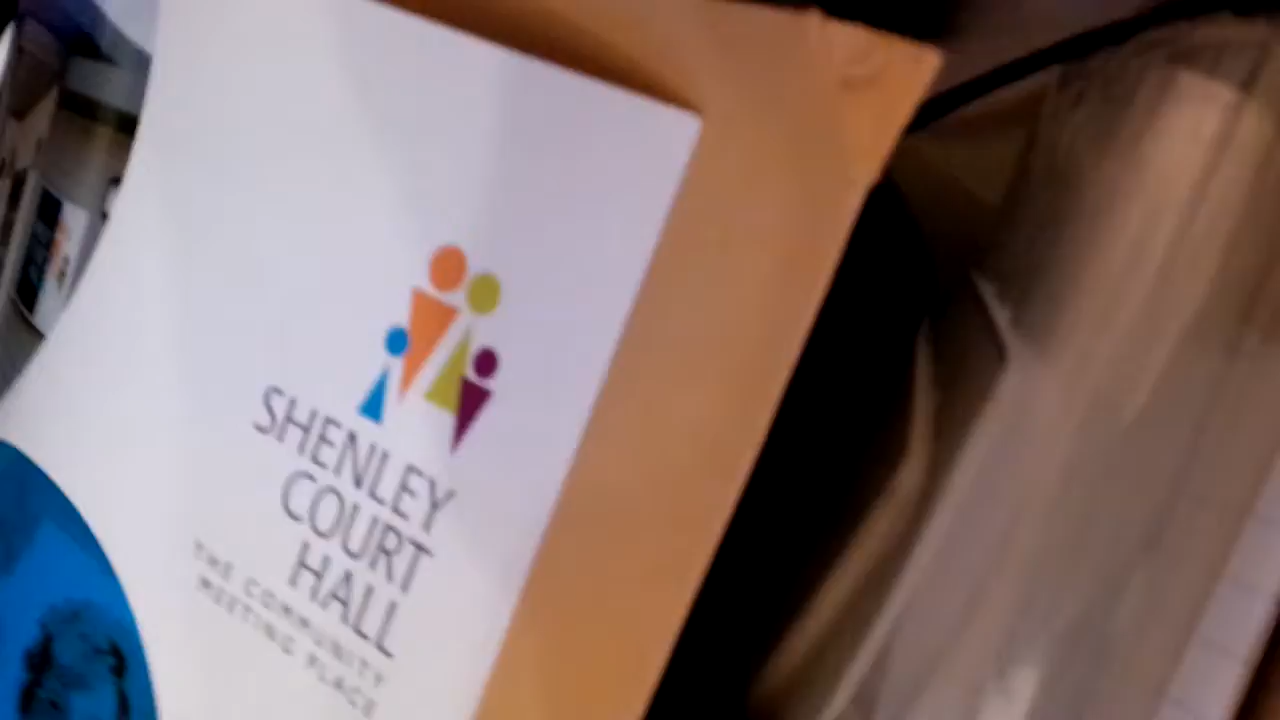 SHENLEY
COURT
HALL
THE COMMUNITY
MEETING PLACE